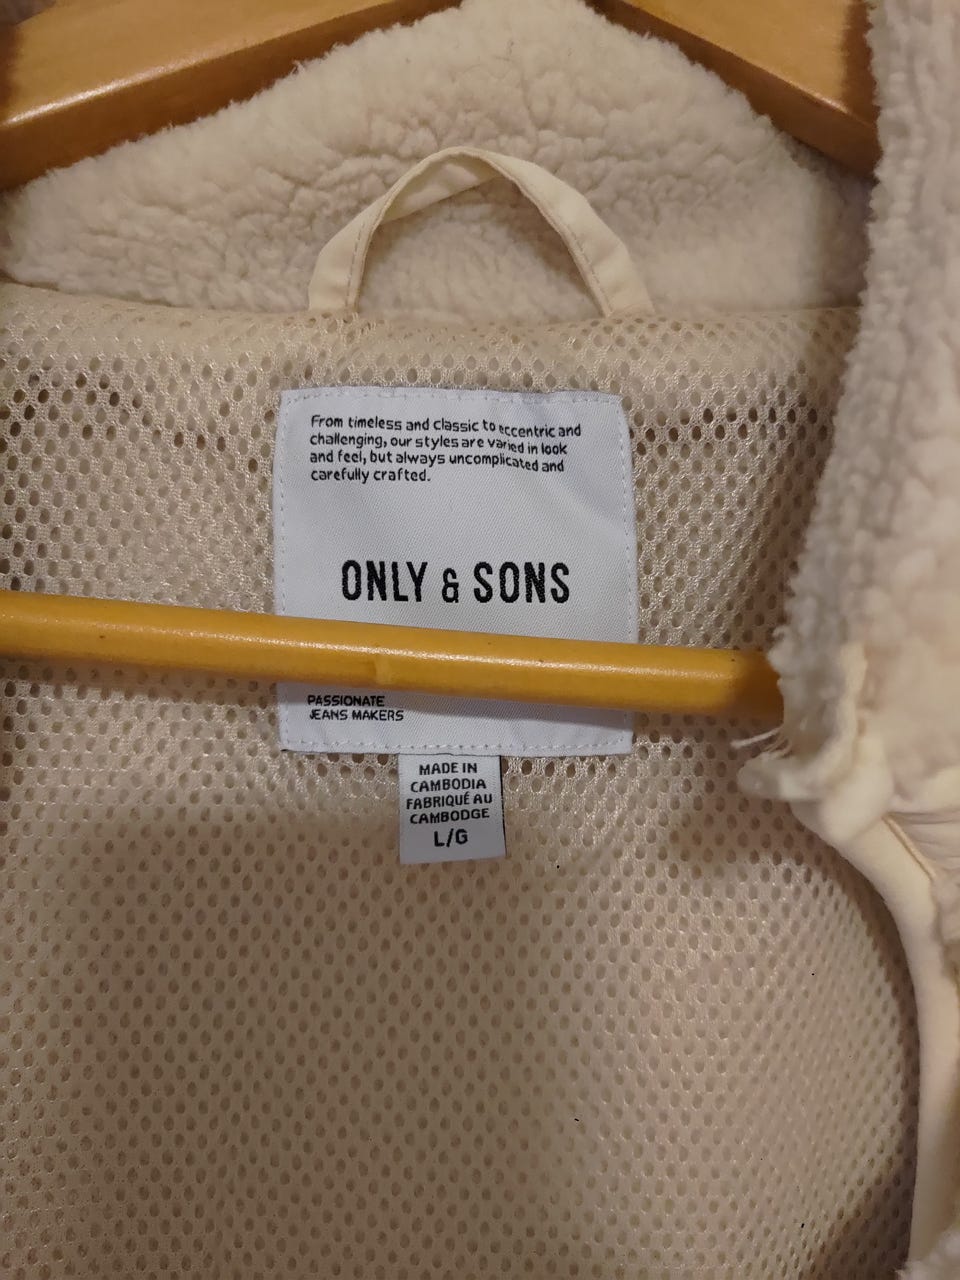 From timeless and classic to eccentric and
challenging, our styles are varied in look
and feel, but always uncomplicated and
carefully crafted.
ONLY & SONS
PASSIONATE
JEANS MAKERS
MADE IN
CAMBODIA
FABRIQUÉ AU
CAMBODGE
L/G